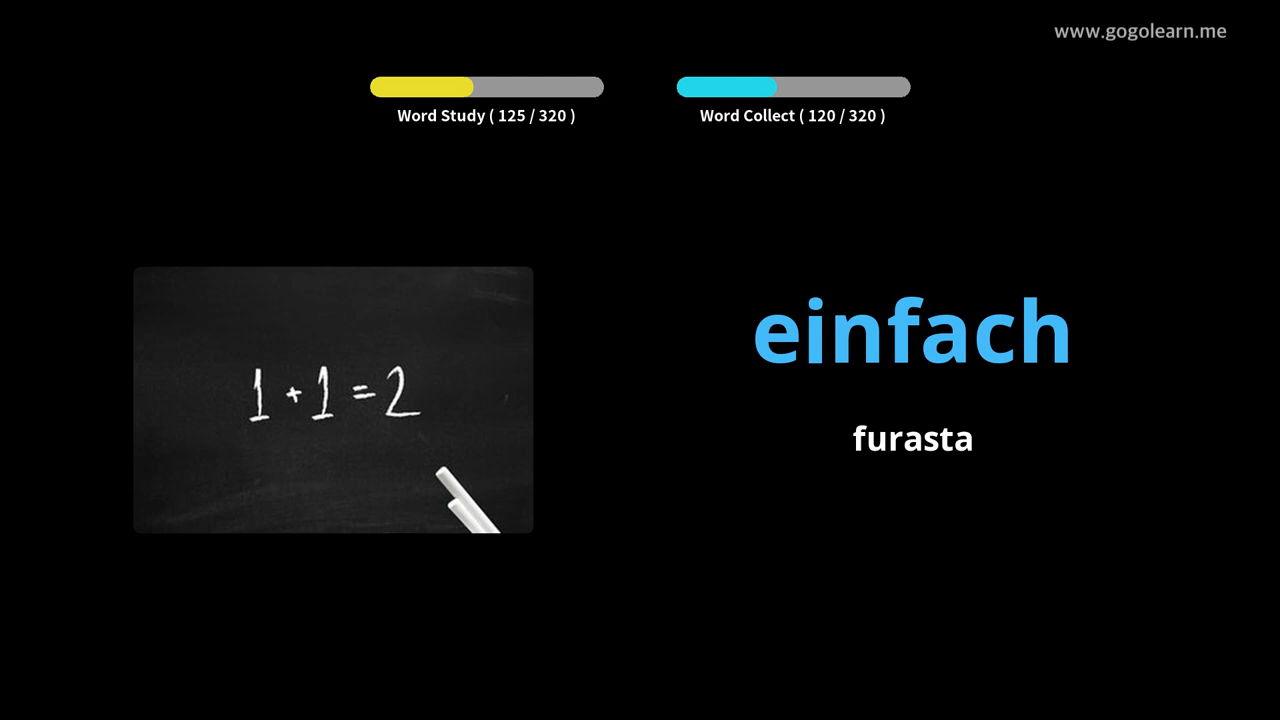 www.gogolearn.me
Word Study ( 125 / 320 )
Word Collect ( 120 / 320 )
1 + 1 = 2
einfach
furasta